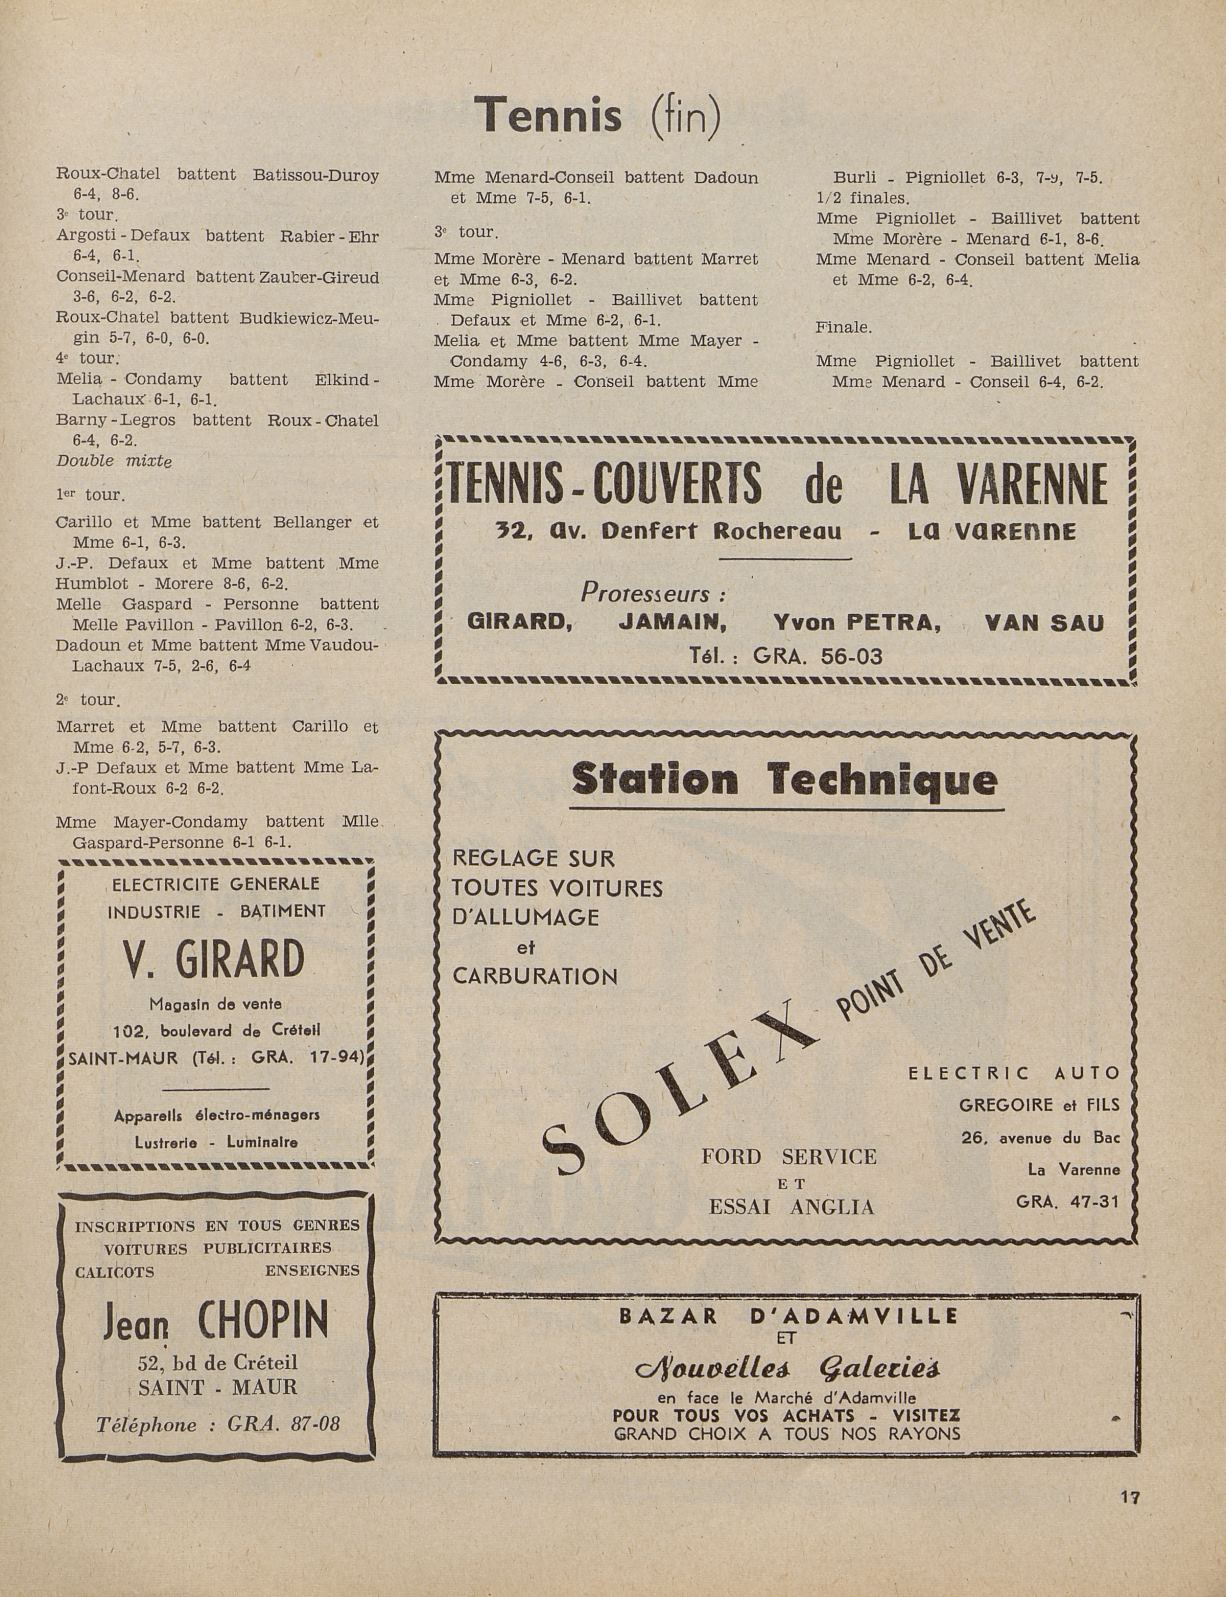 Tennis (fin)
Roux-Chatel battent Batissou-Duroy
6-4, 8-6.
3e tour.
Argosti - Defaux battent Rabier - Ehr
6-4, 6-1.
Conseil-Menard battent Zauber-Gireud
3-6, 6-2, 6-2.
Roux-Chatel battent Budkiewicz-Meu-
gin 5-7, 6-0, 6-0.
4e tour.
Melia - Condamy battent Elkind -
Lachaux 6-1, 6-1.
Barny - Legros battent Roux - Chatel
6-4, 6-2.
Double mixte
1er tour.
Carillo et Mme battent Bellanger et
Mme 6-1, 6-3.
J.-P. Defaux et Mme battent Mme
Humblot - Morere 8-6, 6-2.
Melle Gaspard - Personne battent
Melle Pavillon - Pavillon 6-2, 6-3.
Dadoun et Mme battent Mme Vaudou-
Lachaux 7-5, 2-6, 6-4
2e tour.
Marret et Mme battent Carillo et
Mme 6-2, 5-7, 6-3.
J.-P Defaux et Mme battent Mme La-
font-Roux 6-2 6-2.
Mme Mayer-Condamy battent Mlle
Gaspard-Personne 6-1 6-1.
Mme Menard-Conseil battent Dadoun
et Mme 7-5, 6-1.
3e tour.
Mme Morère - Menard battent Marret
et Mme 6-3, 6-2.
Mme Pigniollet - Baillivet battent
Defaux et Mme 6-2, 6-1.
Melia et Mme battent Mme Mayer -
Condamy 4-6, 6-3, 6-4.
Mme Morère - Conseil battent Mme
Burli - Pigniollet 6-3, 7-9, 7-5.
1/2 finales.
Mme Pigniollet - Baillivet battent
Mme Morère - Menard 6-1, 8-6.
Mme Menard - Conseil battent Melia
et Mme 6-2, 6-4.
Finale.
Mme Pigniollet - Baillivet battent
Mme Menard - Conseil 6-4, 6-2.
TENNIS - COUVERTS de LA VARENNE
32, av. Denfert Rochereau - La VARENNE
Professeurs :
GIRARD, JAMAIN, Yvon PETRA, VAN SAU
Tél. : GRA. 56-03
Station Technique
REGLAGE SUR
TOUTES VOITURES
D'ALLUMAGE
et
CARBURATION
SOLEX POINT DE VENTE
FORD SERVICE
ET
ESSAI ANGLIA
ELECTRIC AUTO
GREGOIRE et FILS
26, avenue du Bac
La Varenne
GRA. 47-31
ELECTRICITE GENERALE
INDUSTRIE - BATIMENT
V. GIRARD
Magasin de vente
102, boulevard de Créteil
SAINT-MAUR (Tél. : GRA. 17-94)
Appareils électro-ménagers
Lustrerie - Luminaire
INSCRIPTIONS EN TOUS GENRES
VOITURES PUBLICITAIRES
CALICOTS ENSEIGNES
Jean CHOPIN
52, bd de Créteil
SAINT - MAUR
Téléphone : GRA. 87-08
BAZAR D'ADAMVILLE
ET
Nouvelles Galeries
en face le Marché d'Adamville
POUR TOUS VOS ACHATS - VISITEZ
GRAND CHOIX A TOUS NOS RAYONS
17